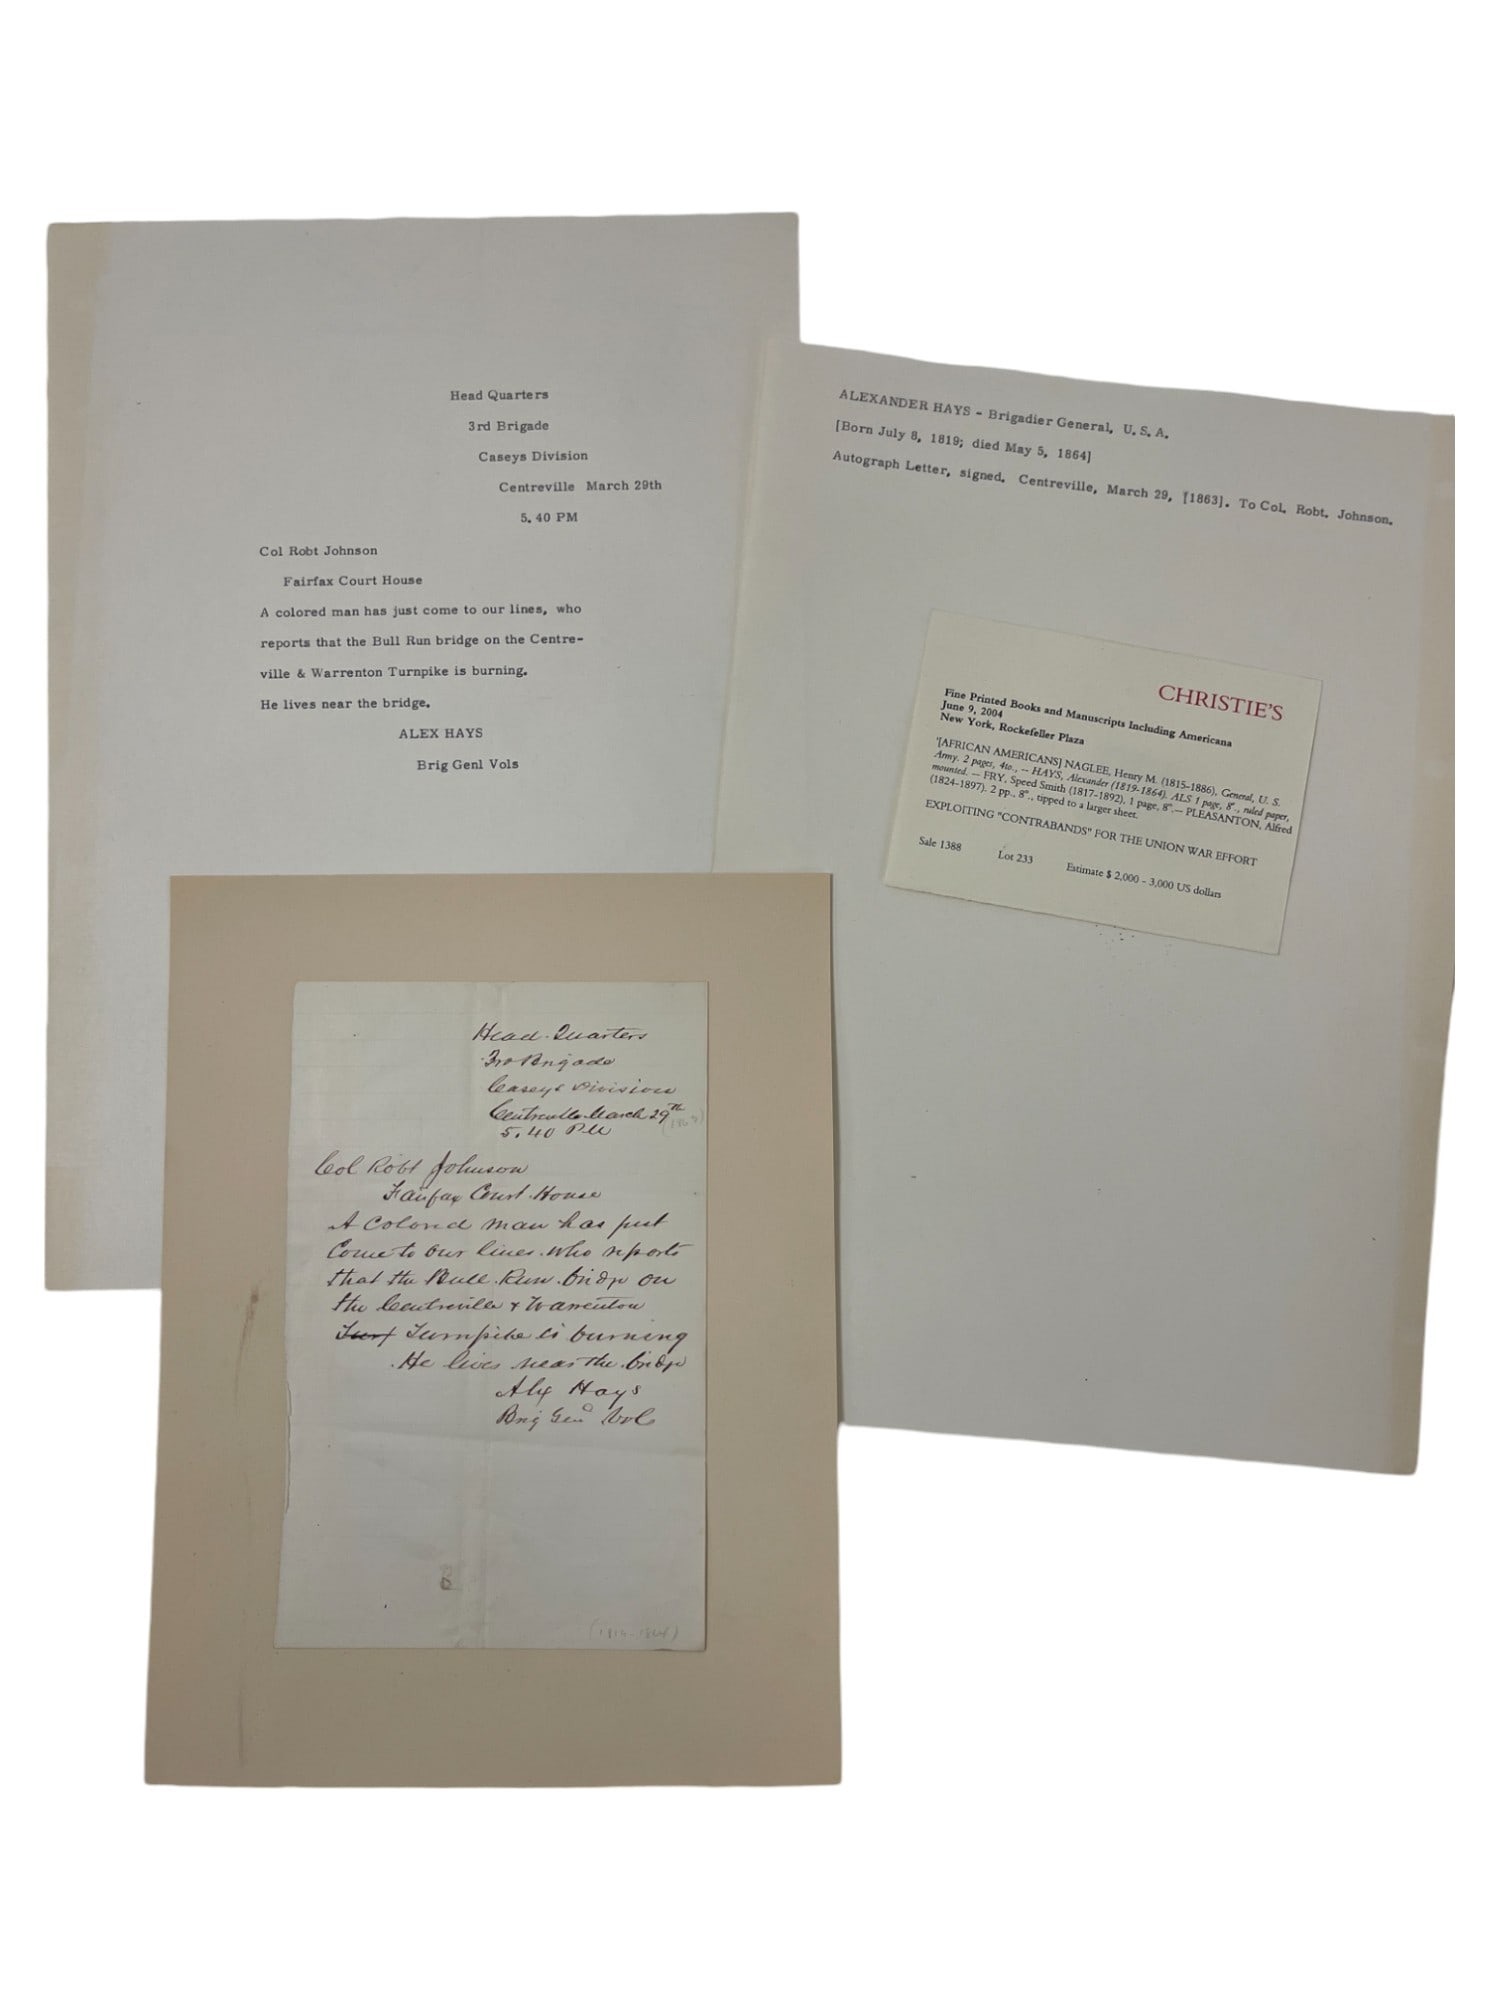 Head Quarters
3rd Brigade
Caseys Division
Centreville March 29th
5.40 PM
Col Robt Johnson
Fairfax Court House
A colored man has just come to our lines, who
reports that the Bull Run bridge on the Centre-
ville & Warrenton Turnpike is burning.
He lives near the bridge.
ALEX HAYS
Brig Genl Vols
ALEXANDER HAYS - Brigadier General, U.S.A.
[Born July 8, 1819; died May 5, 1864]
Autograph Letter, signed. Centreville, March 29, [1863]. To Col. Robt. Johnson.
CHRISTIE'S
Fine Printed Books and Manuscripts Including Americana
June 9, 2004
New York, Rockefeller Plaza
"[AFRICAN AMERICANS] NAGLEE, Henry M. (1815-1886), General, U. S.
Army. 2 pages, 4to., -- HAYS, Alexander (1819-1864). ALS 1 page, 8°., ruled paper,
mounted. -- FRY, Speed Smith (1817-1892), 1 page, 8°.-- PLEASANTON, Alfred
(1824-1897). 2 pp., 8°., tipped to a larger sheet.
EXPLOITING "CONTRABANDS" FOR THE UNION WAR EFFORT
Sale 1388 Lot 233 Estimate $ 2,000 - 3,000 US dollars
Head Quarters
3rd Brigade
Caseys Division
Centreville March 29th
5.40 PM
Col Robt Johnson
Fairfax Court House
A Colored man has just
Come to our lines. who reports
that the Bull Run bridge on
the Centreville & Warrenton
Turnpike is burning
He lives near the bridge
Alex Hays
Brig Genl Vols
B
(1819-1864)